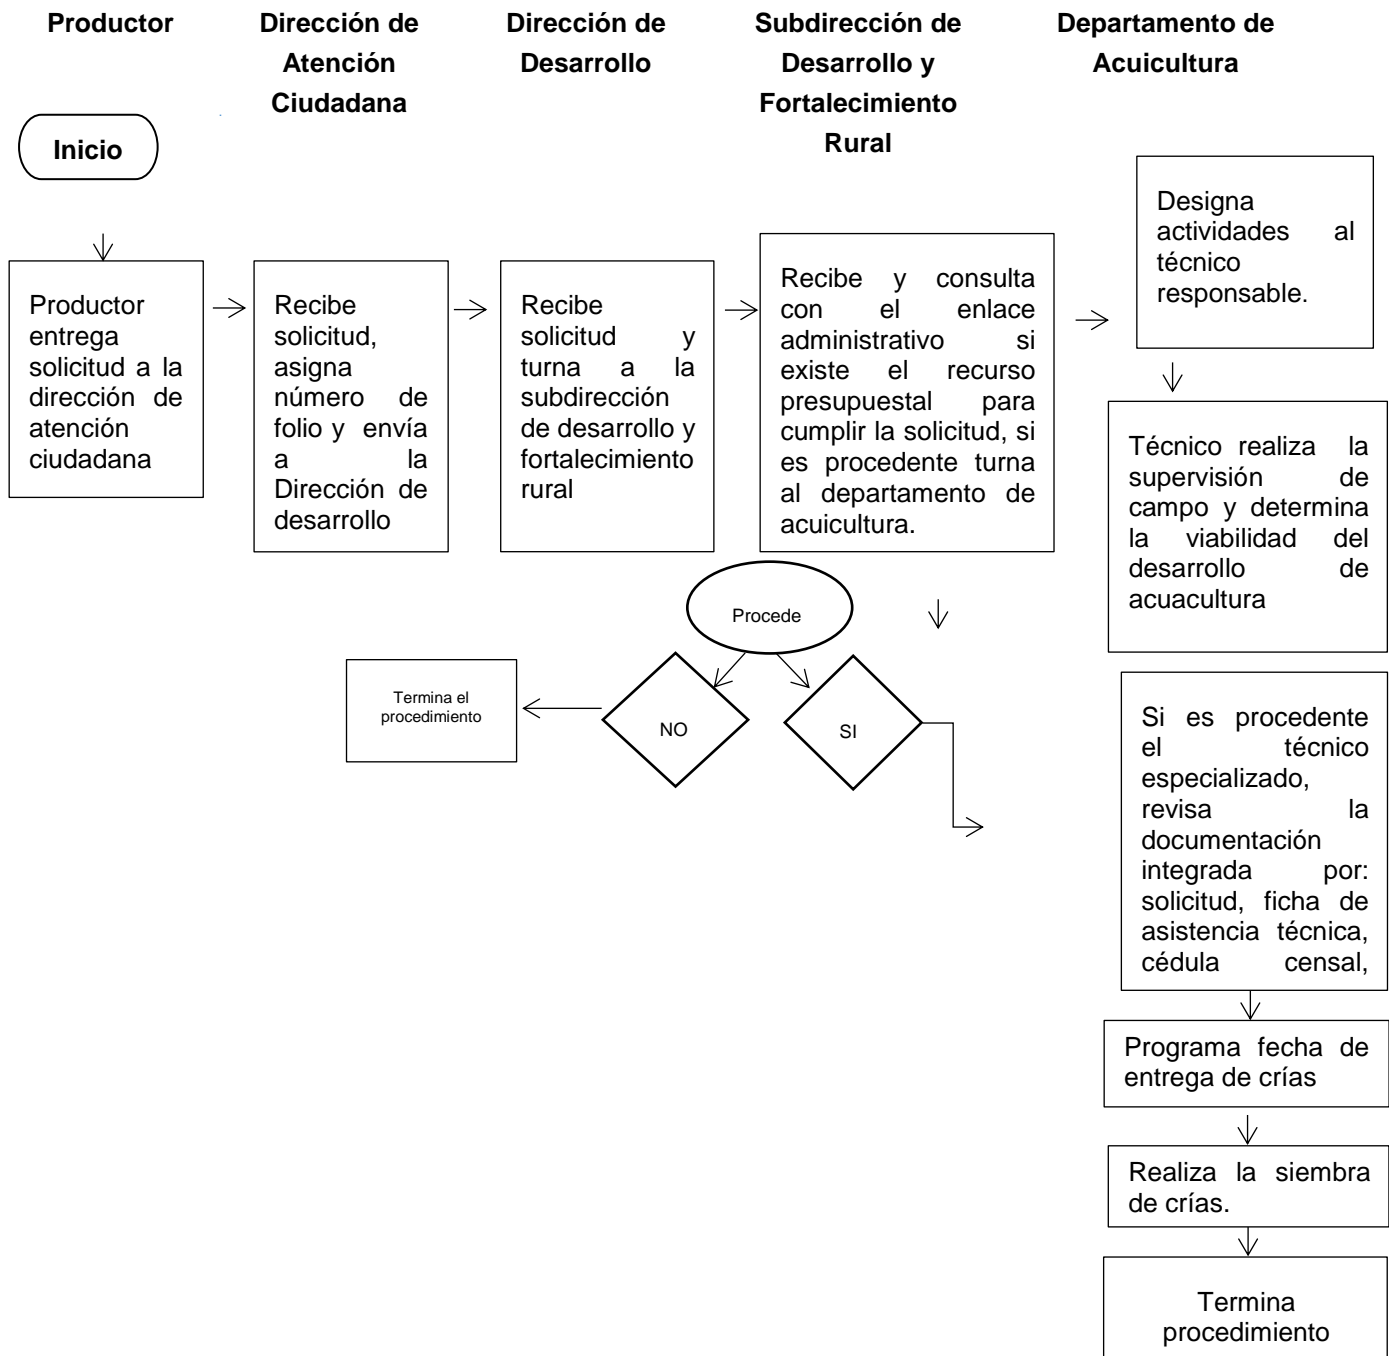 Productor
Dirección de
Atención
Ciudadana
Dirección de
Desarrollo
Subdirección de
Desarrollo y
Fortalecimiento
Rural
Departamento de
Acuicultura
Inicio
Productor
entrega
solicitud a la
dirección de
atención
ciudadana
Recibe
solicitud,
asigna
número de
folio y envía
a la
Dirección de
desarrollo
Recibe
solicitud y
turna a la
subdirección
de desarrollo y
fortalecimiento
rural
Recibe y consulta
con el enlace
administrativo si
existe el recurso
presupuestal para
cumplir la solicitud, si
es procedente turna
al departamento de
acuicultura.
Designa
actividades al
técnico
responsable.
Técnico realiza la
supervisión de
campo y determina
la viabilidad del
desarrollo de
acuacultura
Procede
NO
SI
Termina el
procedimiento
Si es procedente
el técnico
especializado,
revisa la
documentación
integrada por:
solicitud, ficha de
asistencia técnica,
cédula censal,
Programa fecha de
entrega de crías
Realiza la siembra
de crías.
Termina
procedimiento